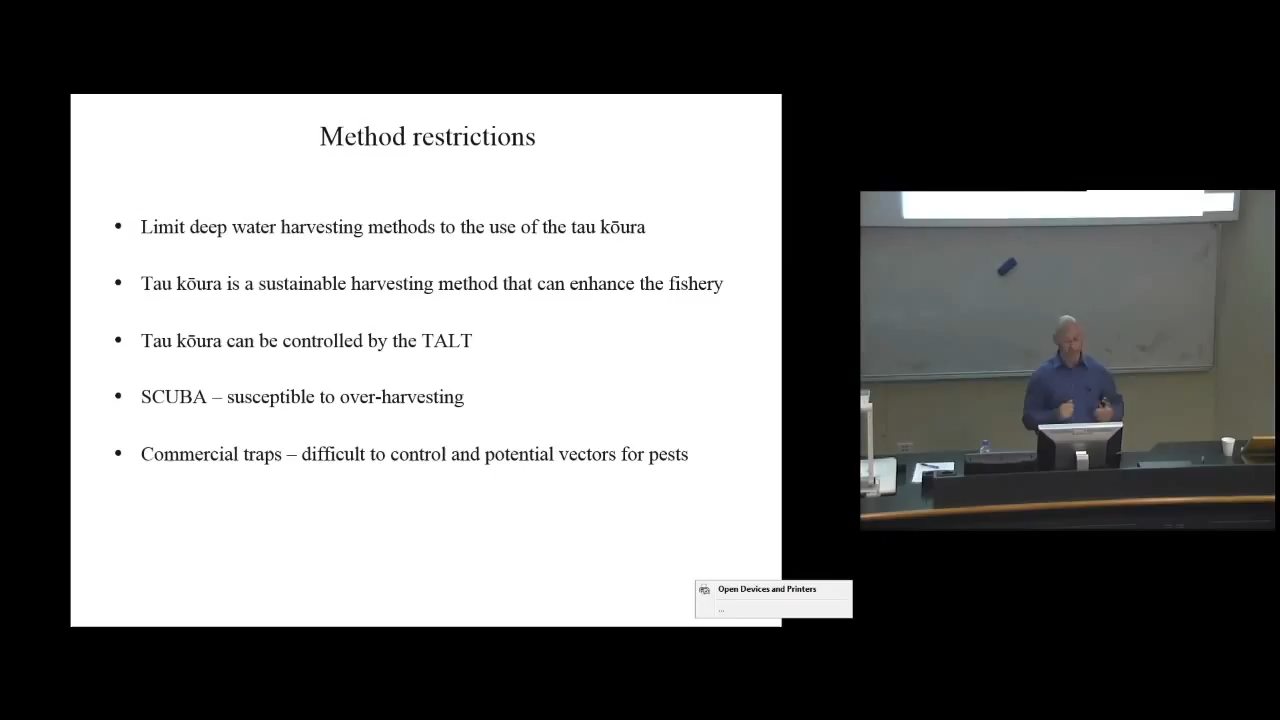 Method restrictions
• Limit deep water harvesting methods to the use of the tau kōura
• Tau kōura is a sustainable harvesting method that can enhance the fishery
• Tau kōura can be controlled by the TALT
• SCUBA – susceptible to over-harvesting
• Commercial traps – difficult to control and potential vectors for pests
Open Devices and Printers
...